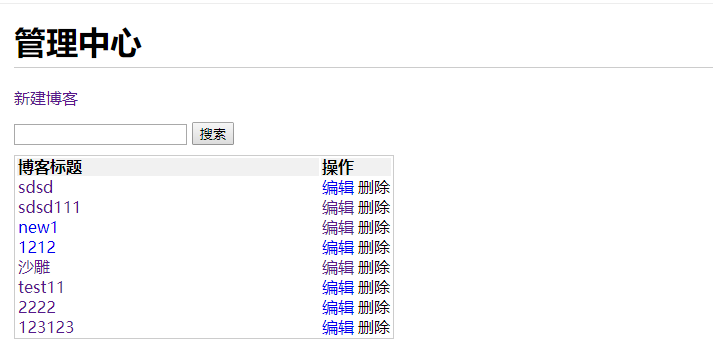 管理中心
新建博客
搜索
博客标题 操作
sdsd 编辑 删除
sdsd111 编辑 删除
new1 编辑 删除
1212 编辑 删除
沙雕 编辑 删除
test11 编辑 删除
2222 编辑 删除
123123 编辑 删除